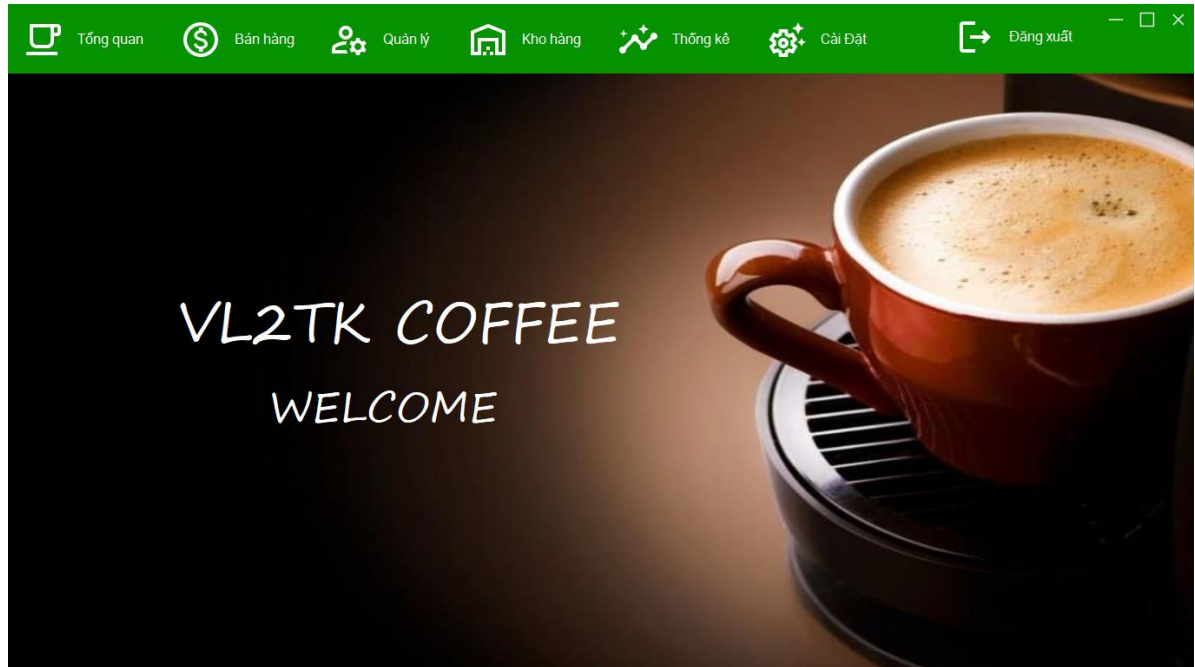 Tổng quan Bán hàng Quản lý Kho hàng Thống kê Cài Đặt Đăng xuất
VL2TK COFFEE
WELCOME